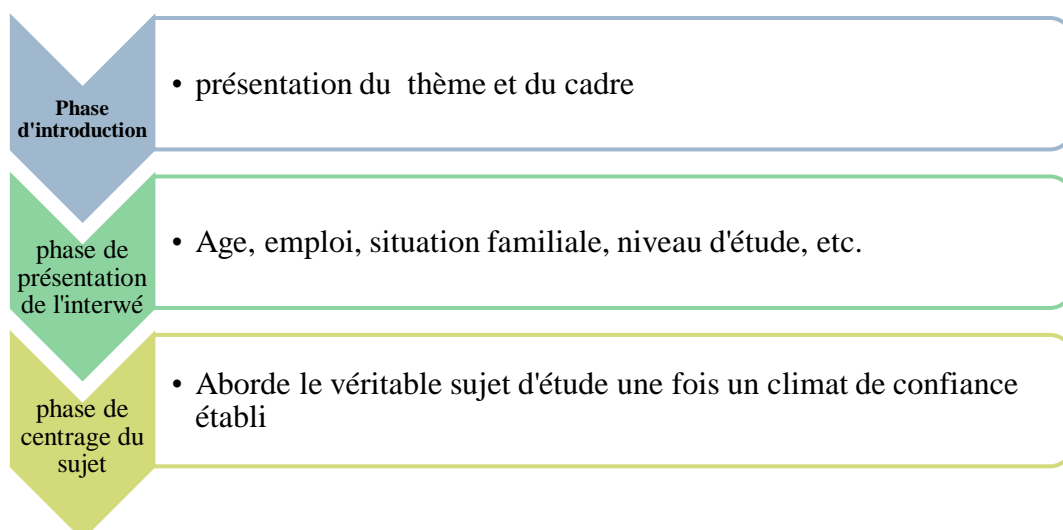 Phase
d'introduction
• présentation du thème et du cadre
phase de
présentation
de l'interwé
• Age, emploi, situation familiale, niveau d'étude, etc.
phase de
centrage du
sujet
• Aborde le véritable sujet d'étude une fois un climat de confiance
établi